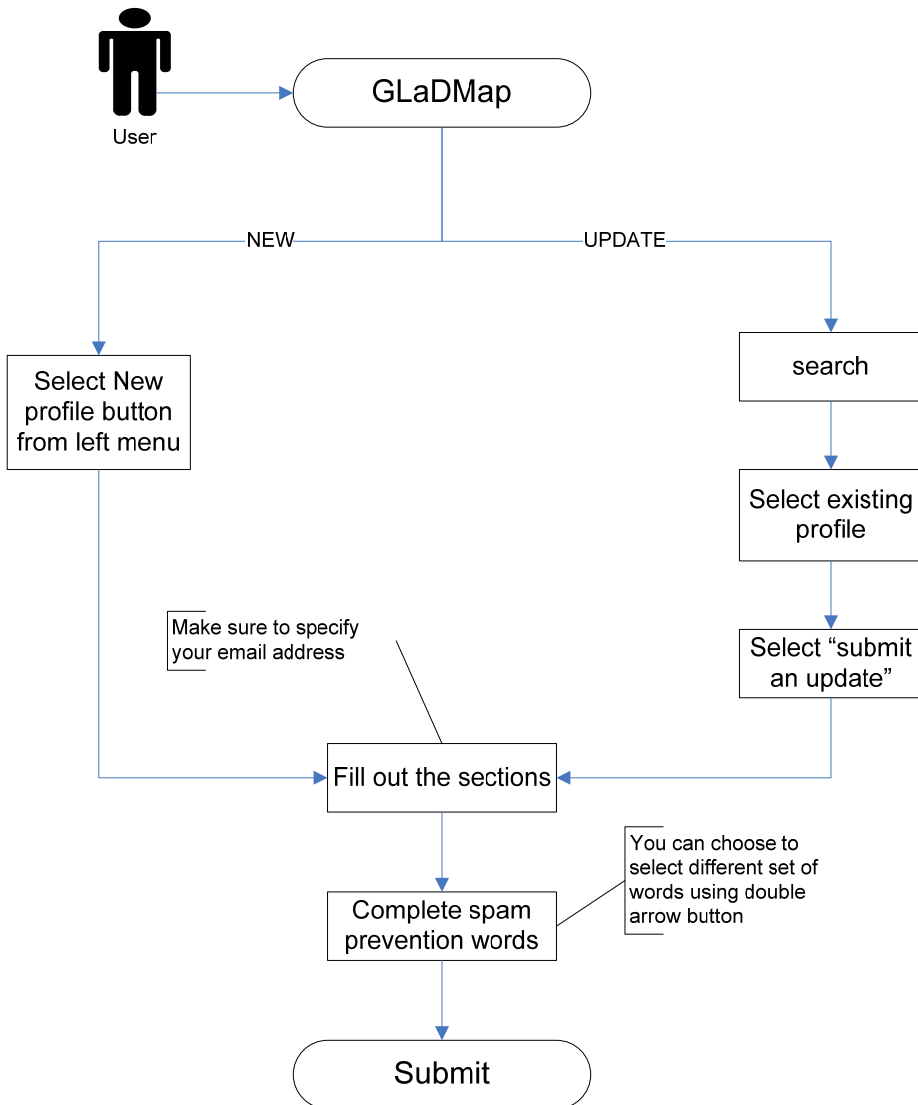 GLaDMap
User
NEW
UPDATE
Select New
profile button
from left menu
search
Select existing
profile
Select “submit
an update”
Make sure to specify
your email address
Fill out the sections
You can choose to
select different set of
words using double
arrow button
Complete spam
prevention words
Submit